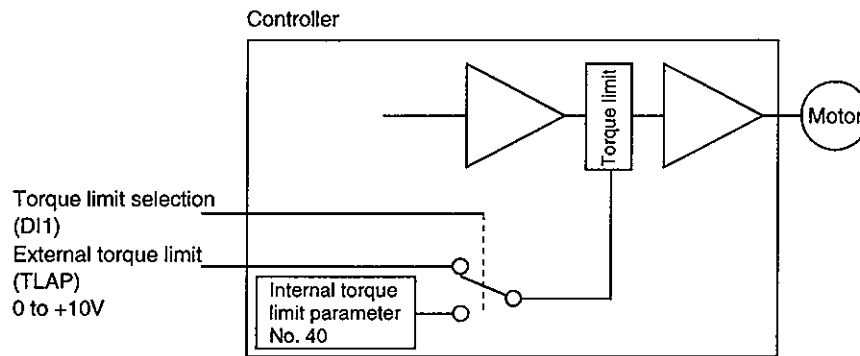 Controller
Torque limit
Motor
Torque limit selection
(DI1)
External torque limit
(TLAP)
0 to +10V
Internal torque
limit parameter
No. 40